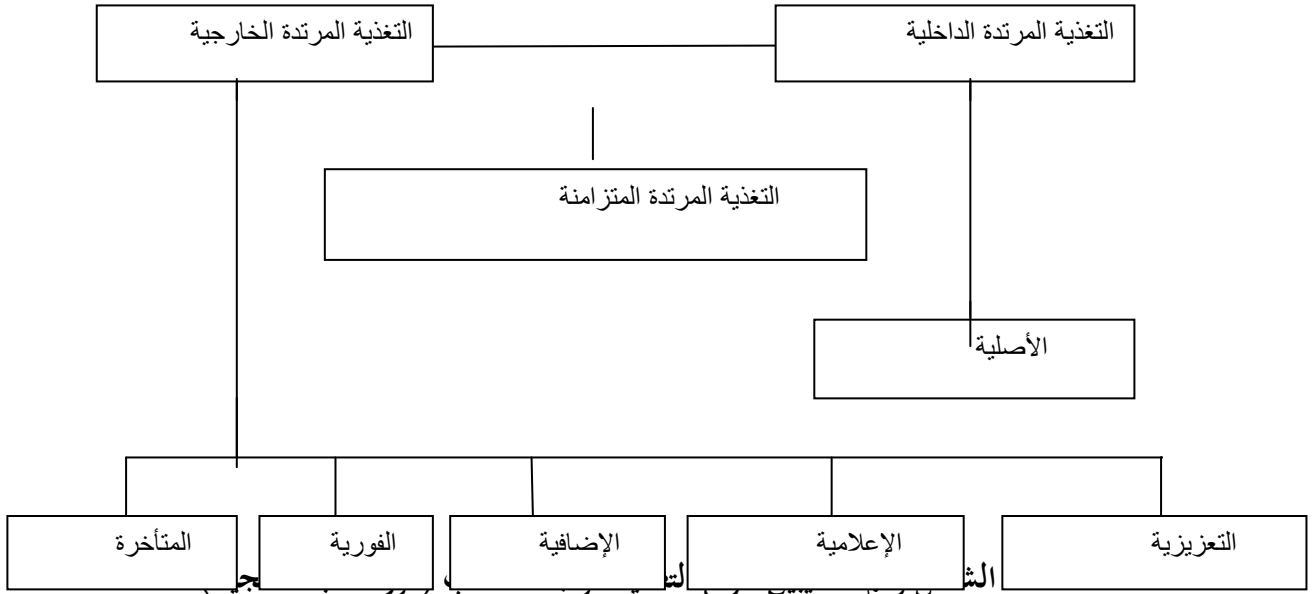 التغذية المرتدة الداخلية
التغذية المرتدة الخارجية
التغذية المرتدة المتزامنة
الأصلية
التعزيزية
الإعلامية
الإضافية
الفورية
المتأخرة